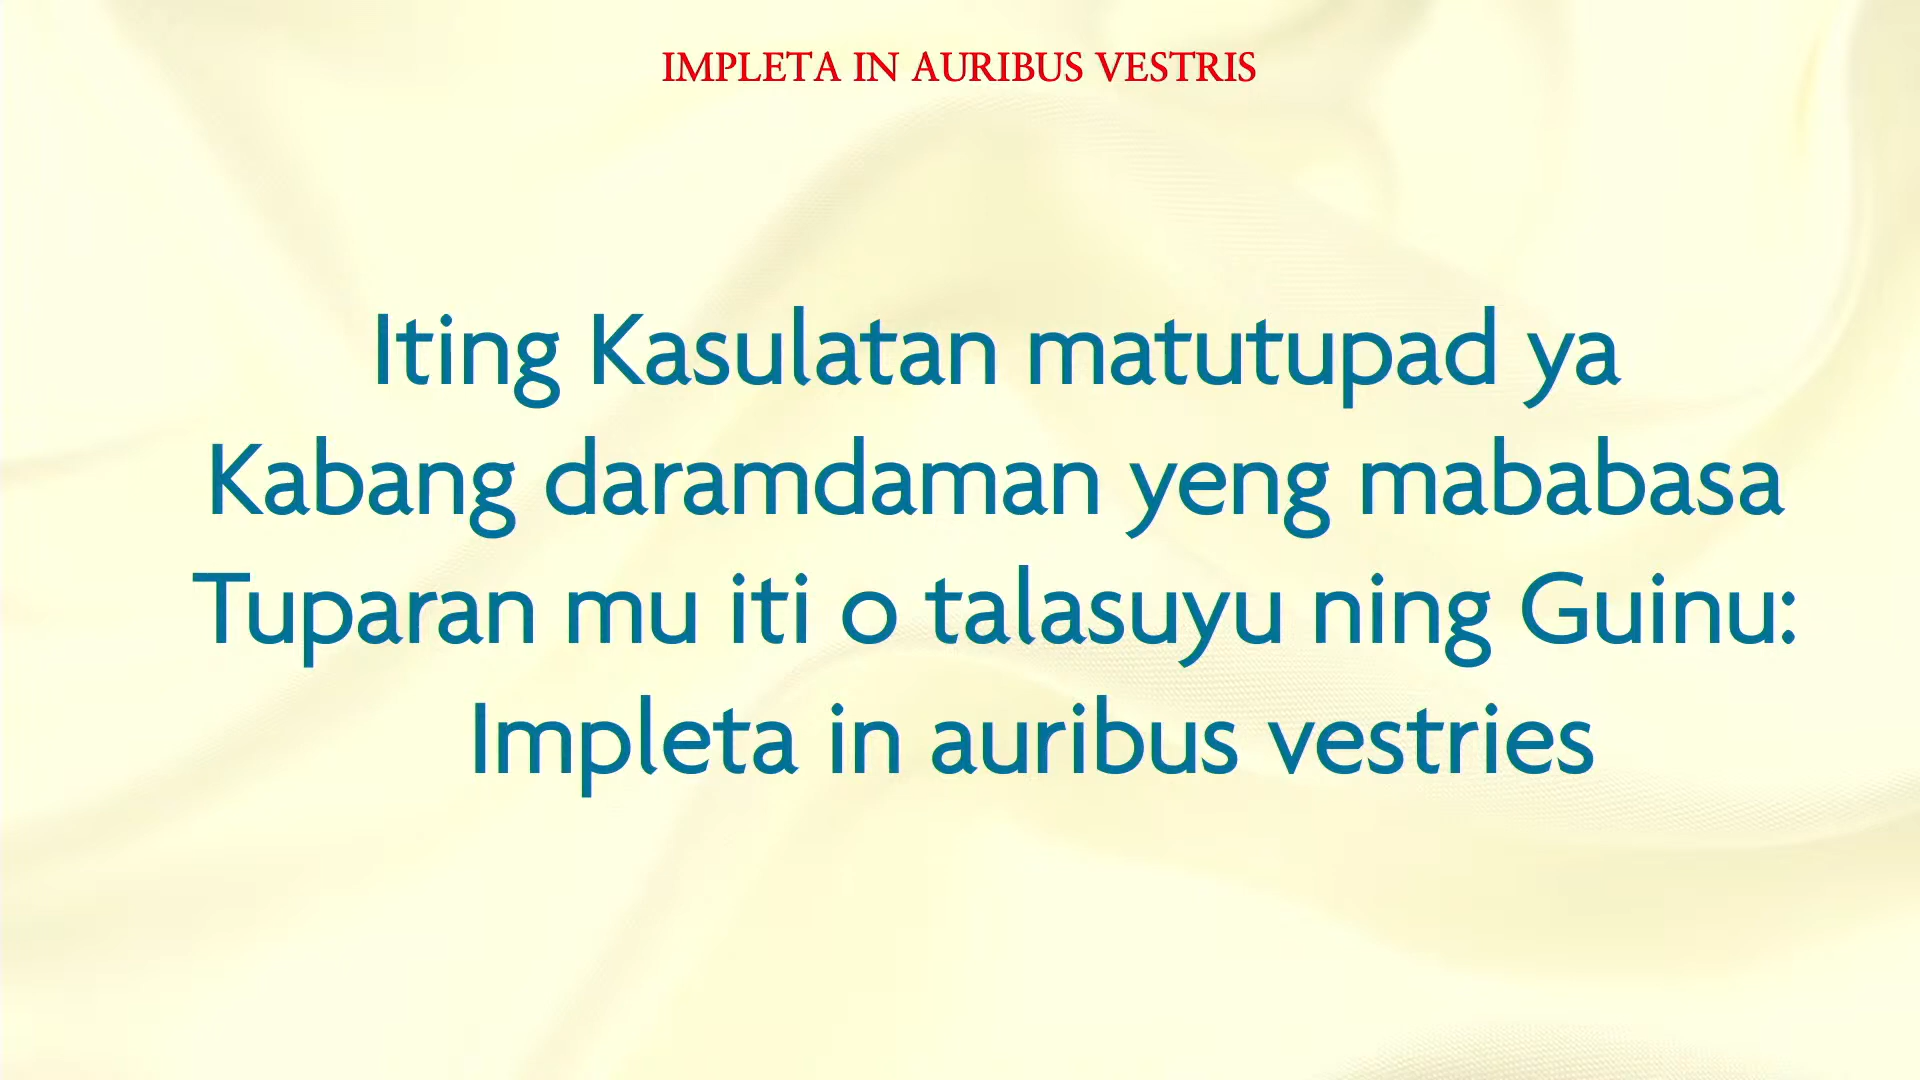 IMPLETA IN AURIBUS VESTRIS
Iting Kasulatan matutupad ya
Kabang daramdaman yeng mababasa
Tuparan mu iti o talasuyu ning Guinu:
Impleta in auribus vestries